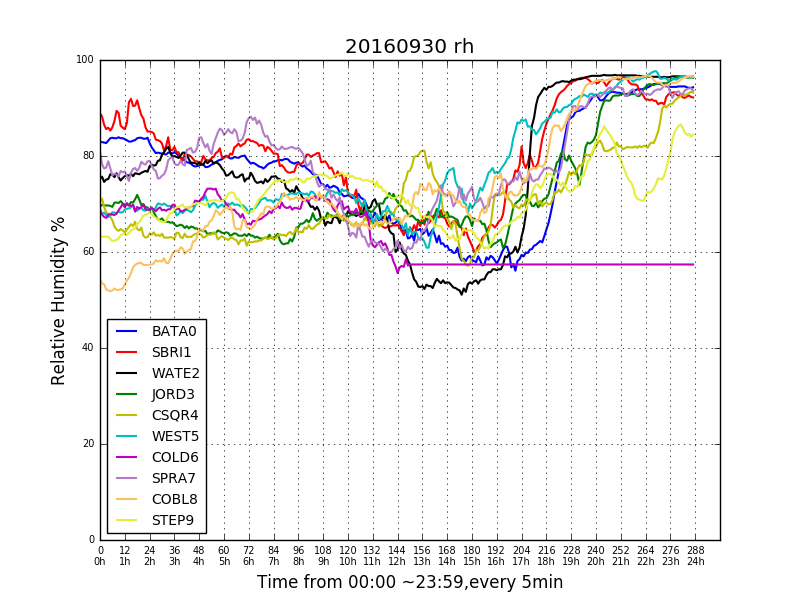 20160930 rh
100
80
60
40
20
0
Relative Humidity %
BATA0
SBRI1
WATE2
JORD3
CSQR4
WEST5
COLD6
SPRA7
COBL8
STEP9
0 12 24 36 48 60 72 84 96 108 120 132 144 156 168 180 192 204 216 228 240 252 264 276 288
0h 1h 2h 3h 4h 5h 6h 7h 8h 9h 10h 11h 12h 13h 14h 15h 16h 17h 18h 19h 20h 21h 22h 23h 24h
Time from 00:00 ~23:59,every 5min